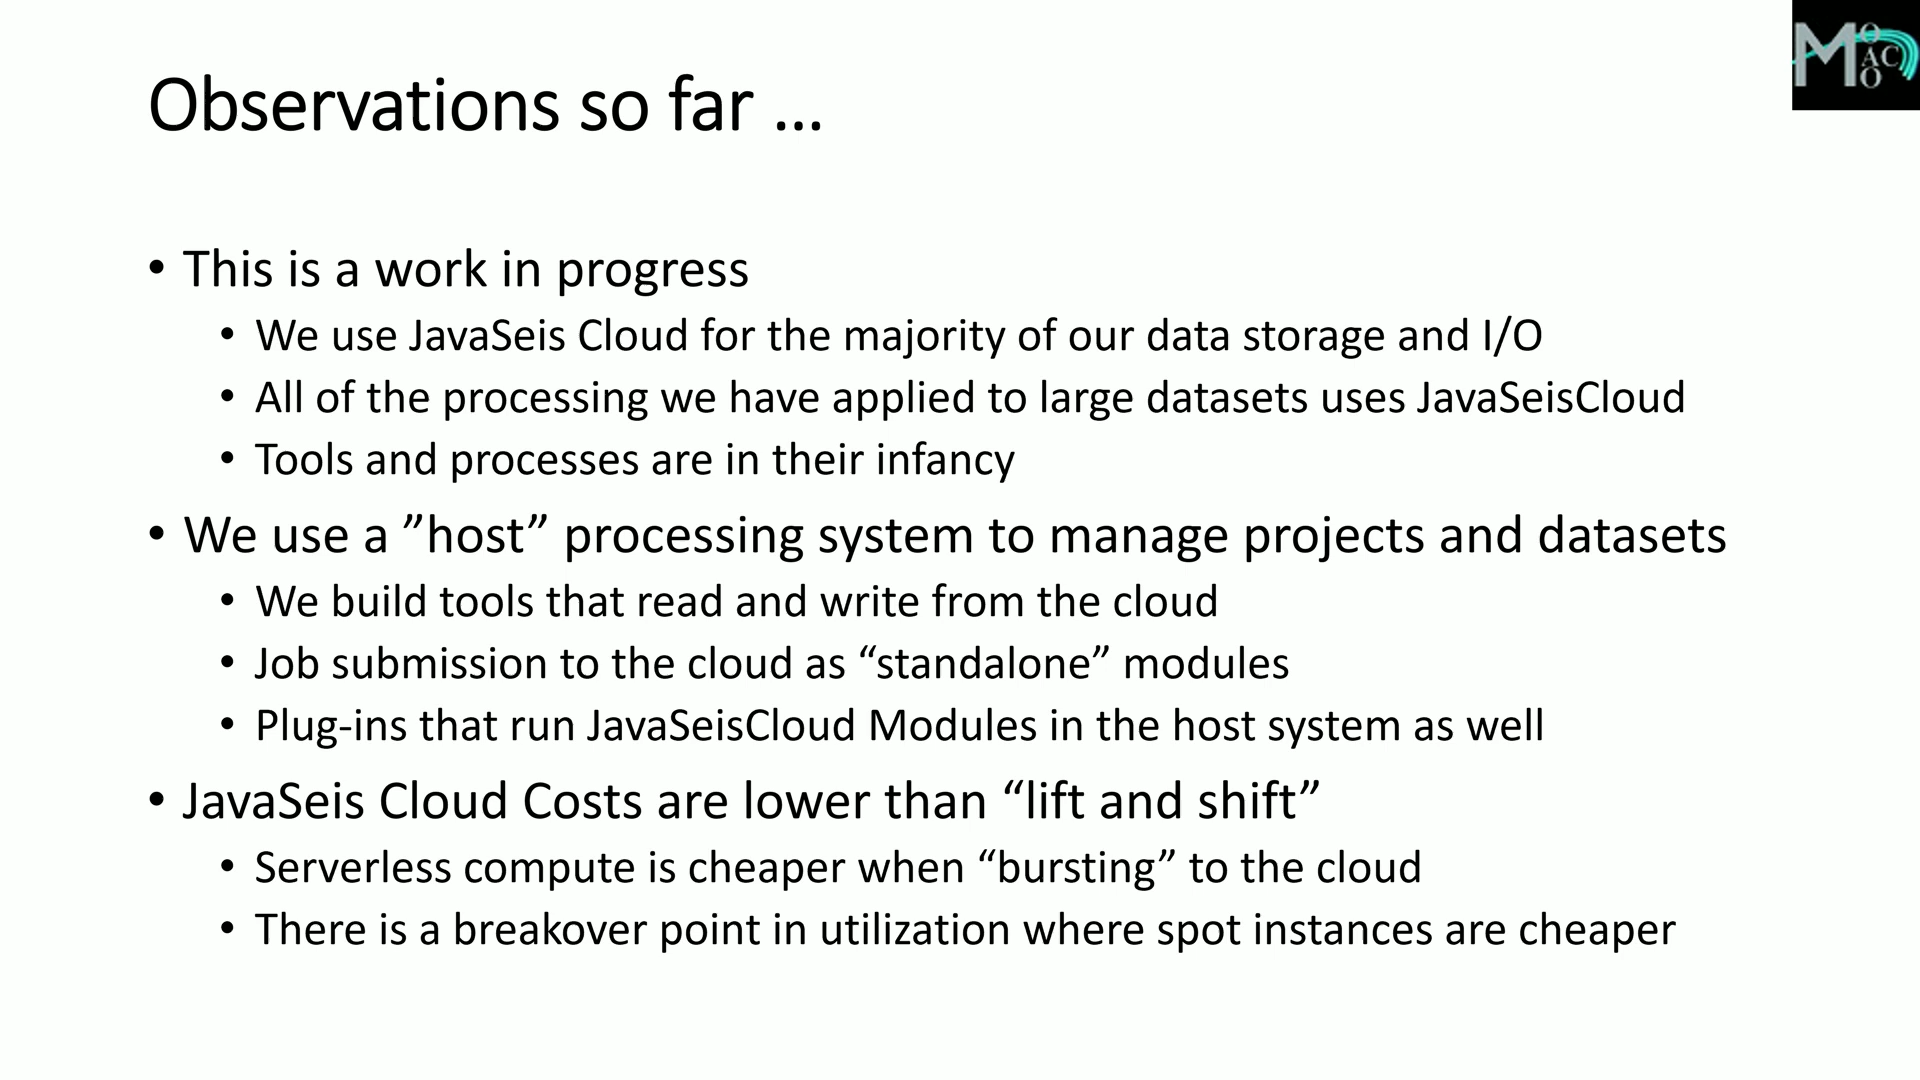 Observations so far ...
MOACO
• This is a work in progress
• We use JavaSeis Cloud for the majority of our data storage and I/O
• All of the processing we have applied to large datasets uses JavaSeisCloud
• Tools and processes are in their infancy
• We use a ”host” processing system to manage projects and datasets
• We build tools that read and write from the cloud
• Job submission to the cloud as “standalone” modules
• Plug-ins that run JavaSeisCloud Modules in the host system as well
• JavaSeis Cloud Costs are lower than “lift and shift”
• Serverless compute is cheaper when “bursting” to the cloud
• There is a breakover point in utilization where spot instances are cheaper